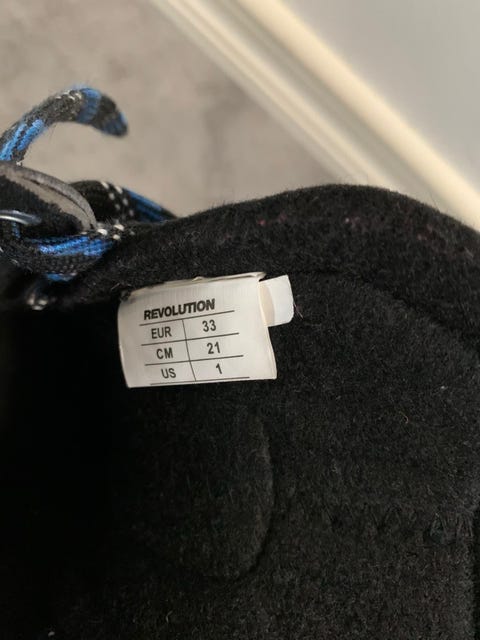 REVOLUTION
EUR 33
CM 21
US 1